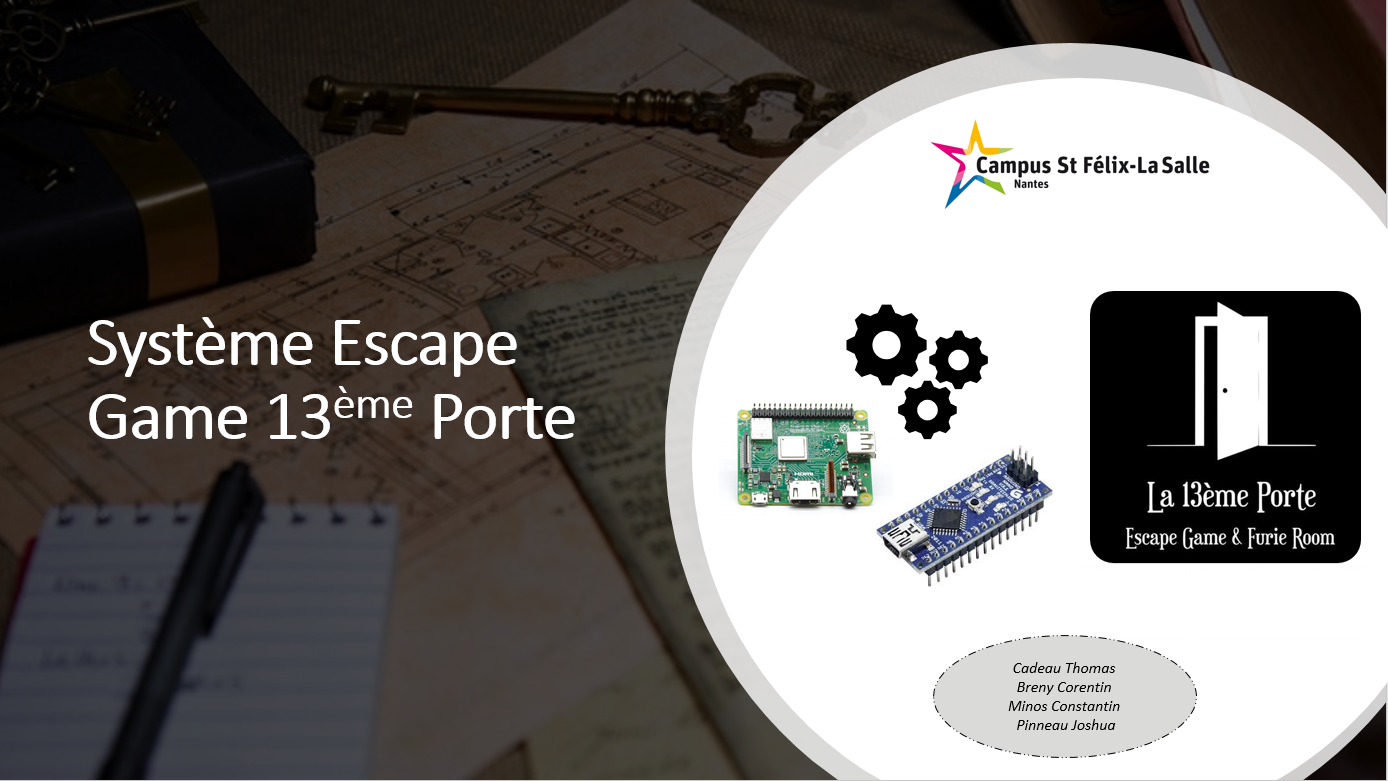 Système Escape
Game 13ème Porte
Campus St Félix-La Salle
Nantes
HDMI
La 13ème Porte
Escape Game & Furie Room
Cadeau Thomas
Breny Corentin
Minos Constantin
Pinneau Joshua